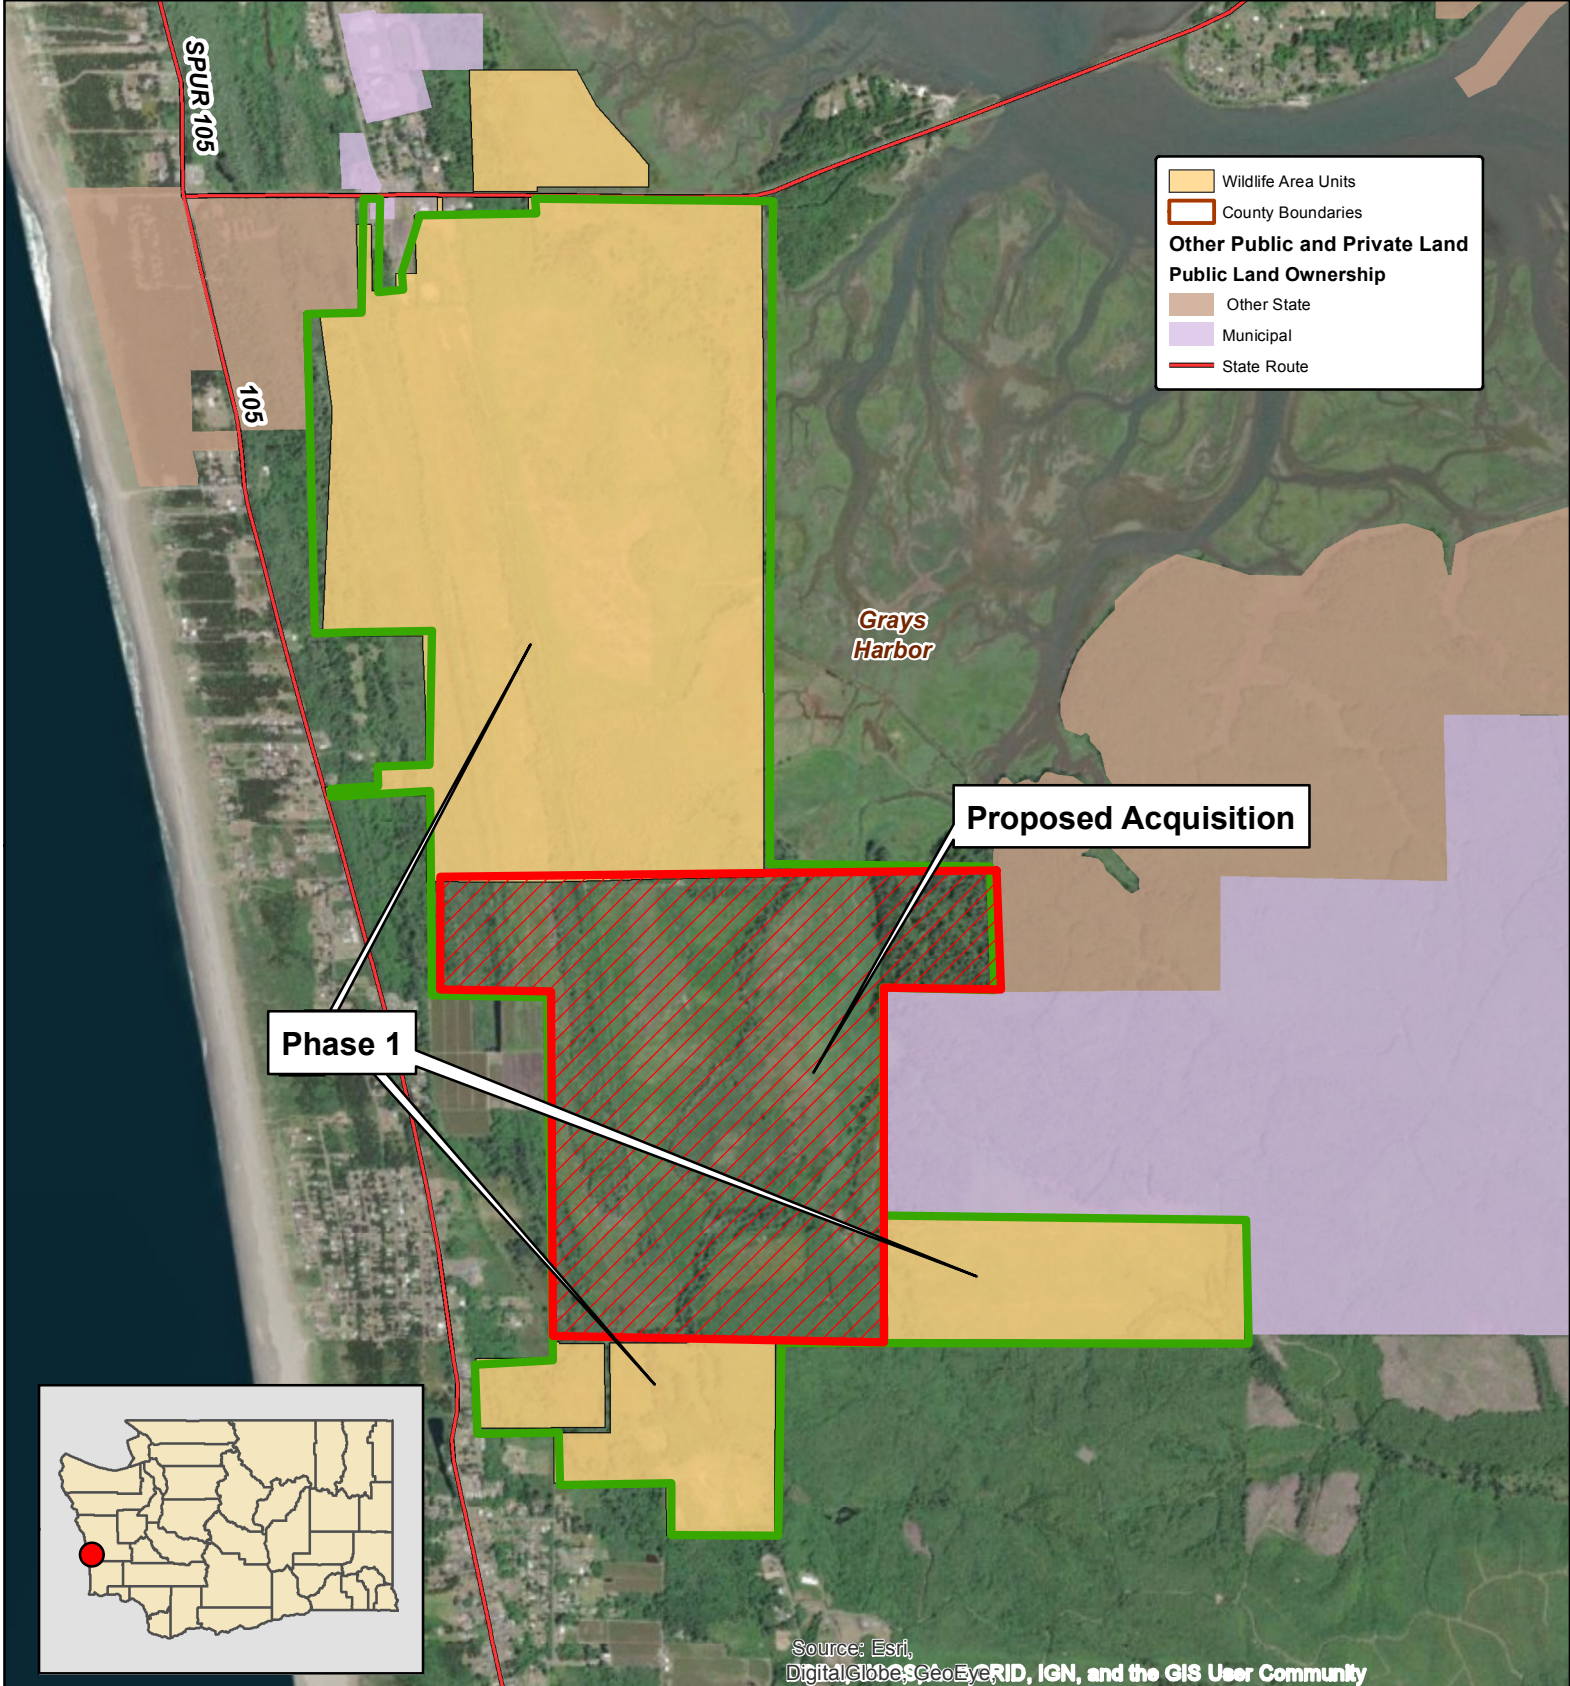 SPUR 105
105
Wildlife Area Units
County Boundaries
Other Public and Private Land
Public Land Ownership
Other State
Municipal
State Route
Grays
Harbor
Proposed Acquisition
Phase 1
Source: Esri,
DigitalGlobe, GeoEye, IGN, and the GIS User Community